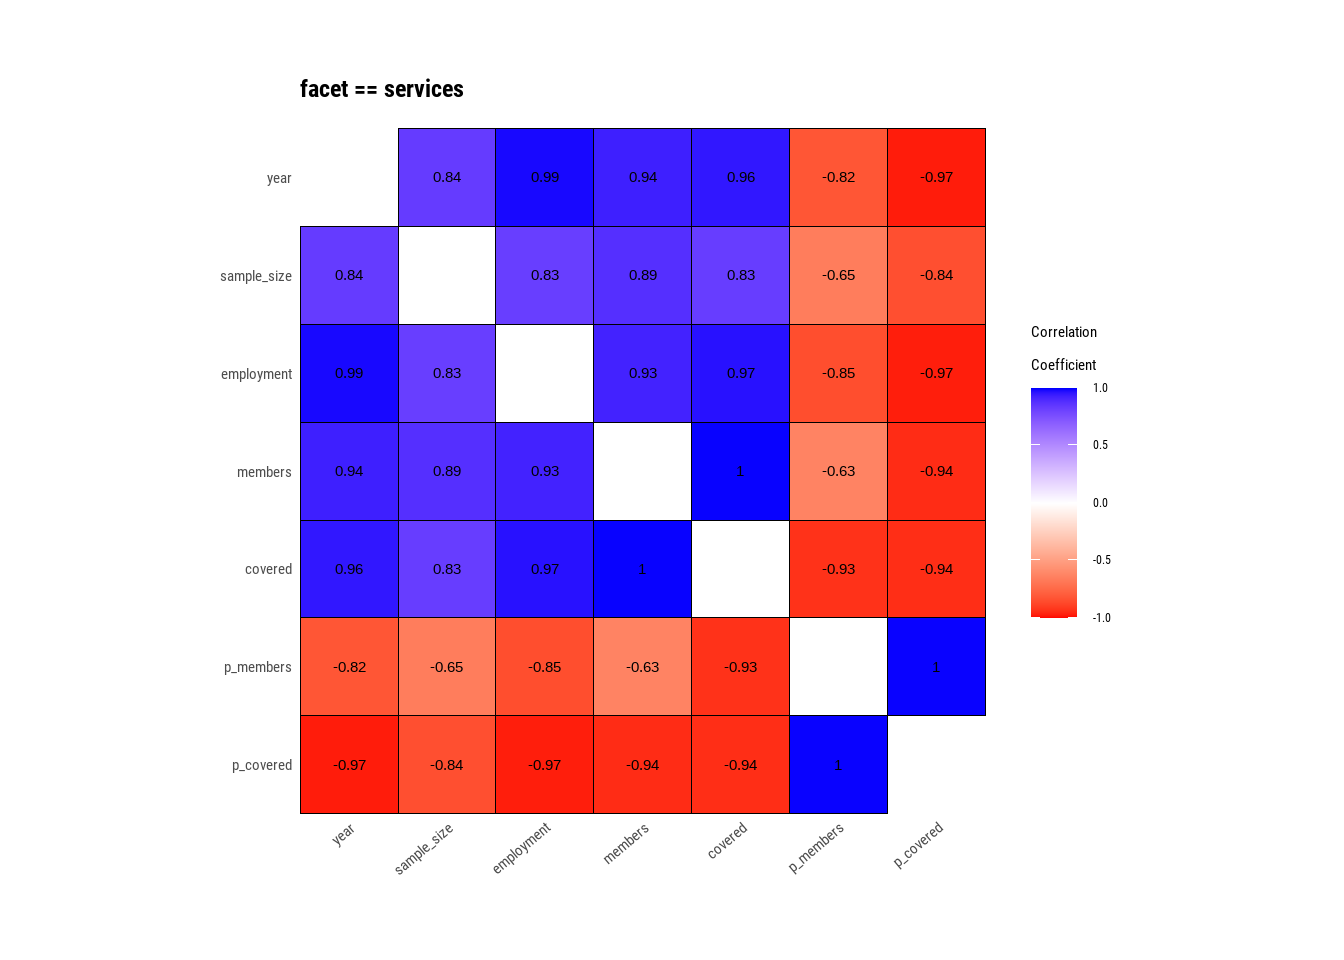 facet == services
year 0.84 0.99 0.94 0.96 -0.82 -0.97
sample_size 0.84 0.83 0.89 0.83 -0.65 -0.84
employment 0.99 0.83 0.93 0.97 -0.85 -0.97
members 0.94 0.89 0.93 1 -0.63 -0.94
covered 0.96 0.83 0.97 1 -0.93 -0.94
p_members -0.82 -0.65 -0.85 -0.63 -0.93 1
p_covered -0.97 -0.84 -0.97 -0.94 -0.94 1
year sample_size employment members covered p_members p_covered
Correlation
Coefficient
1.0
0.5
0.0
-0.5
-1.0